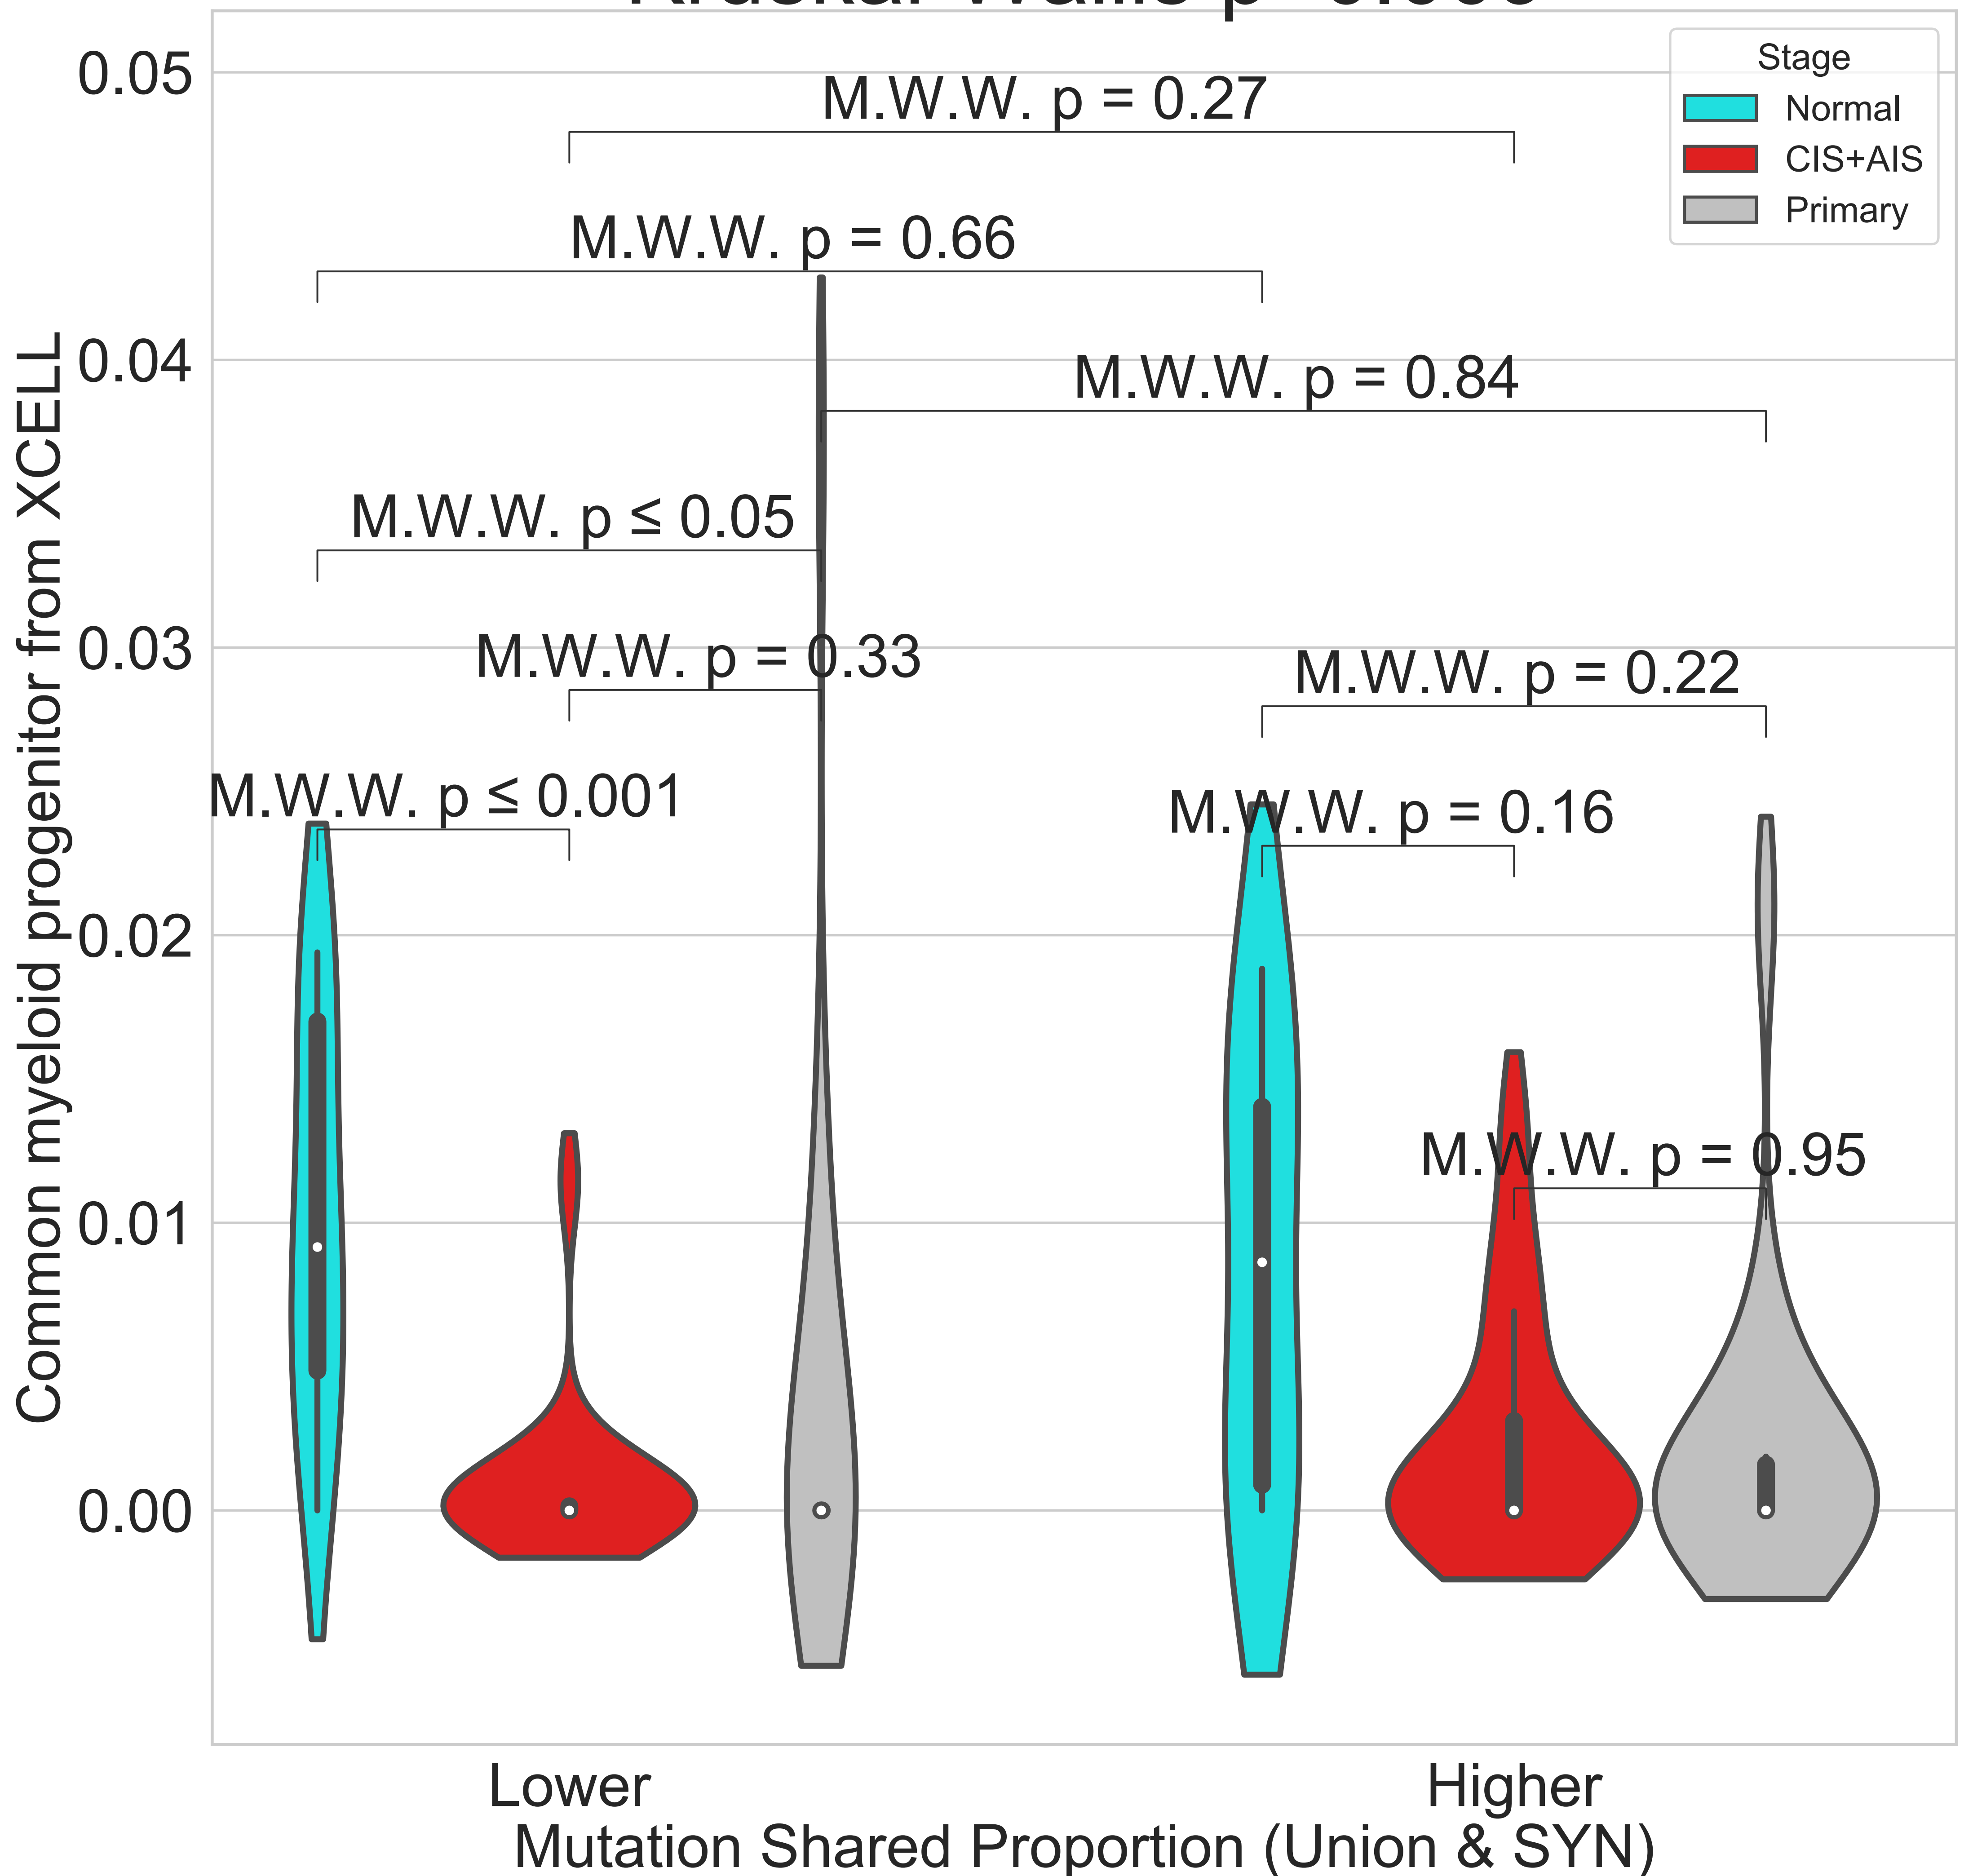 0.05
0.04
0.03
0.02
0.01
0.00
Common myeloid progenitor from XCELL
Stage
Normal
CIS+AIS
Primary
M.W.W. p = 0.27
M.W.W. p = 0.66
M.W.W. p = 0.84
M.W.W. p ≤ 0.05
M.W.W. p = 0.33
M.W.W. p = 0.22
M.W.W. p ≤ 0.001
M.W.W. p = 0.16
M.W.W. p = 0.95
Lower
Higher
Mutation Shared Proportion (Union & SYN)